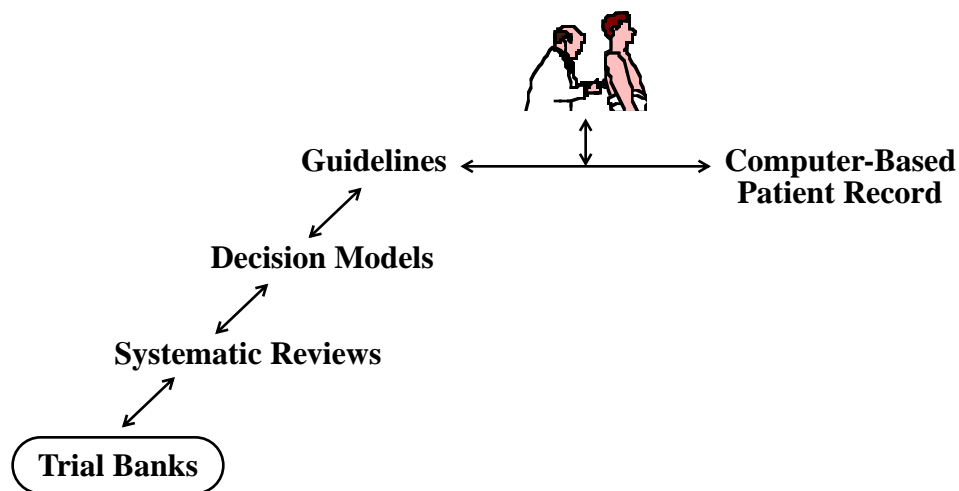 Guidelines
Computer-Based
Patient Record
Decision Models
Systematic Reviews
Trial Banks